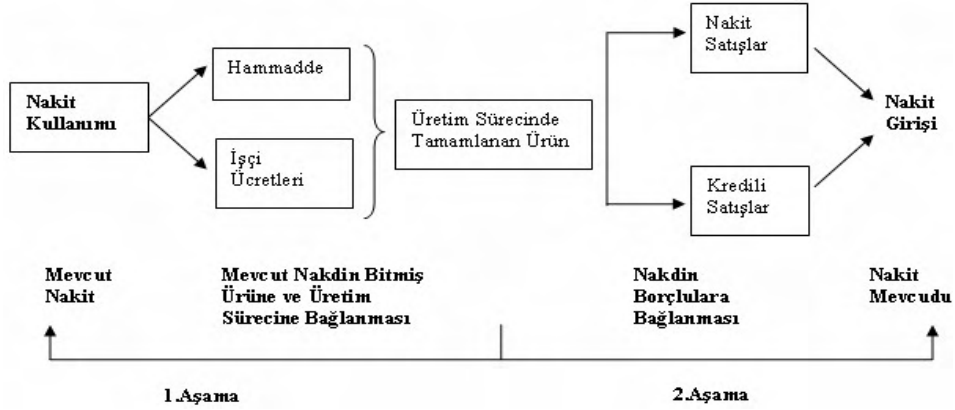 Nakit
Kullanımı
Hammadde
İşçi
Ücretleri
Üretim Sürecinde
Tamamlanan Ürün
Nakit
Satışlar
Kredili
Satışlar
Nakit
Girişi
Mevcut
Nakit
Mevcut Nakdin Bitmiş
Ürüne ve Üretim
Sürecine Bağlanması
Nakdin
Borçlulara
Bağlanması
Nakit
Mevcudu
1.Aşama
2.Aşama